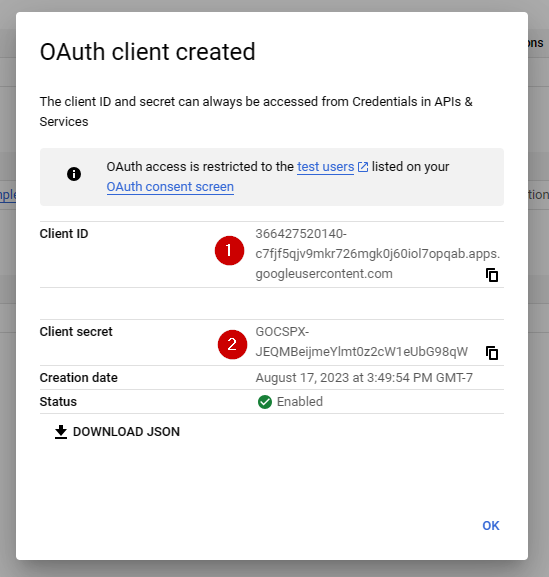 OAuth client created
ons
The client ID and secret can always be accessed from Credentials in APIs &
Services
OAuth access is restricted to the test users listed on your
OAuth consent screen
mple
tion
Client ID
1
366427520140-
c7fjf5qjv9mkr726mgk0j60iol7opqab.apps.
googleusercontent.com
Client secret
2
GOCSPX-
JEQMBeijmeYlmt0z2cW1eUbG98qW
Creation date
August 17, 2023 at 3:49:54 PM GMT-7
Status
Enabled
DOWNLOAD JSON
OK